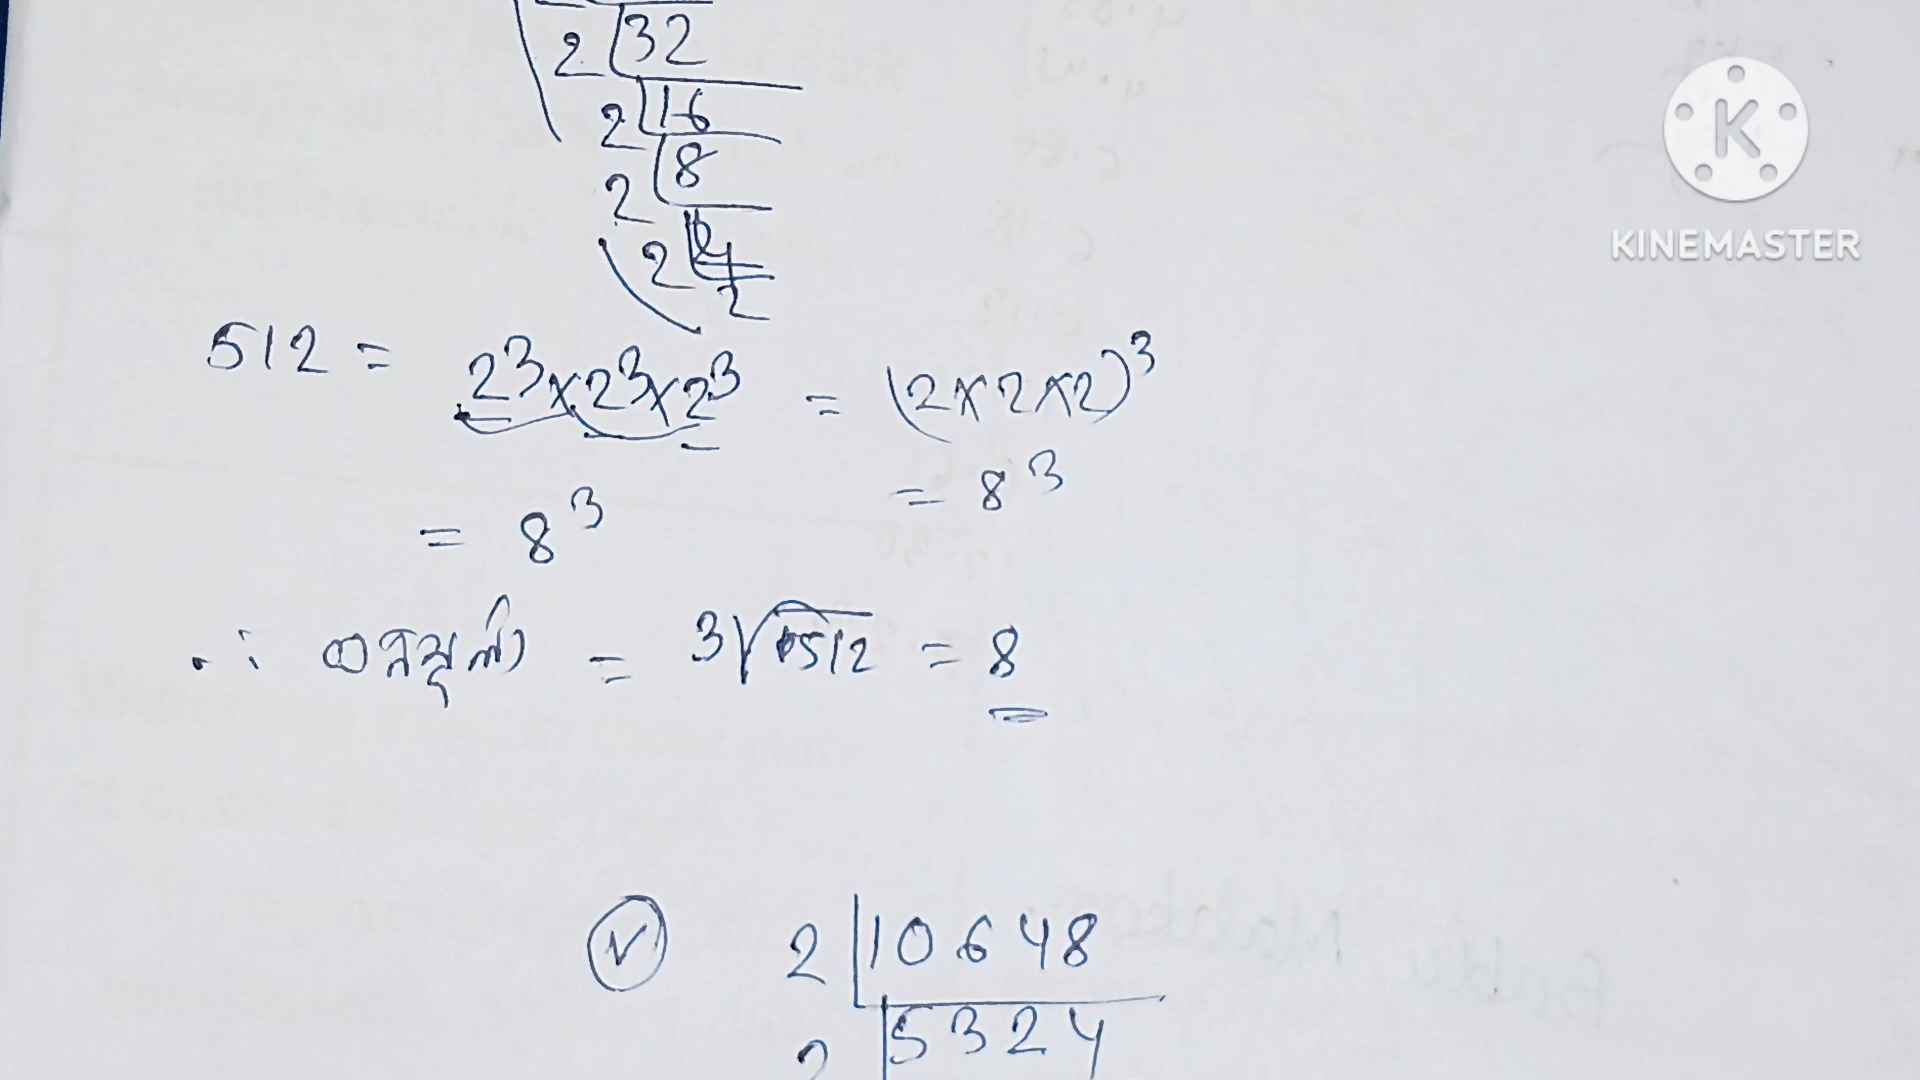 2 32
2 16
2 8
2 4
2
512 = 2³×2³×2³ = (2×2×2)³
= 8³ = 8³
∴ = 3√512 = 8
V 2 10648
2 5324
KINEMASTER